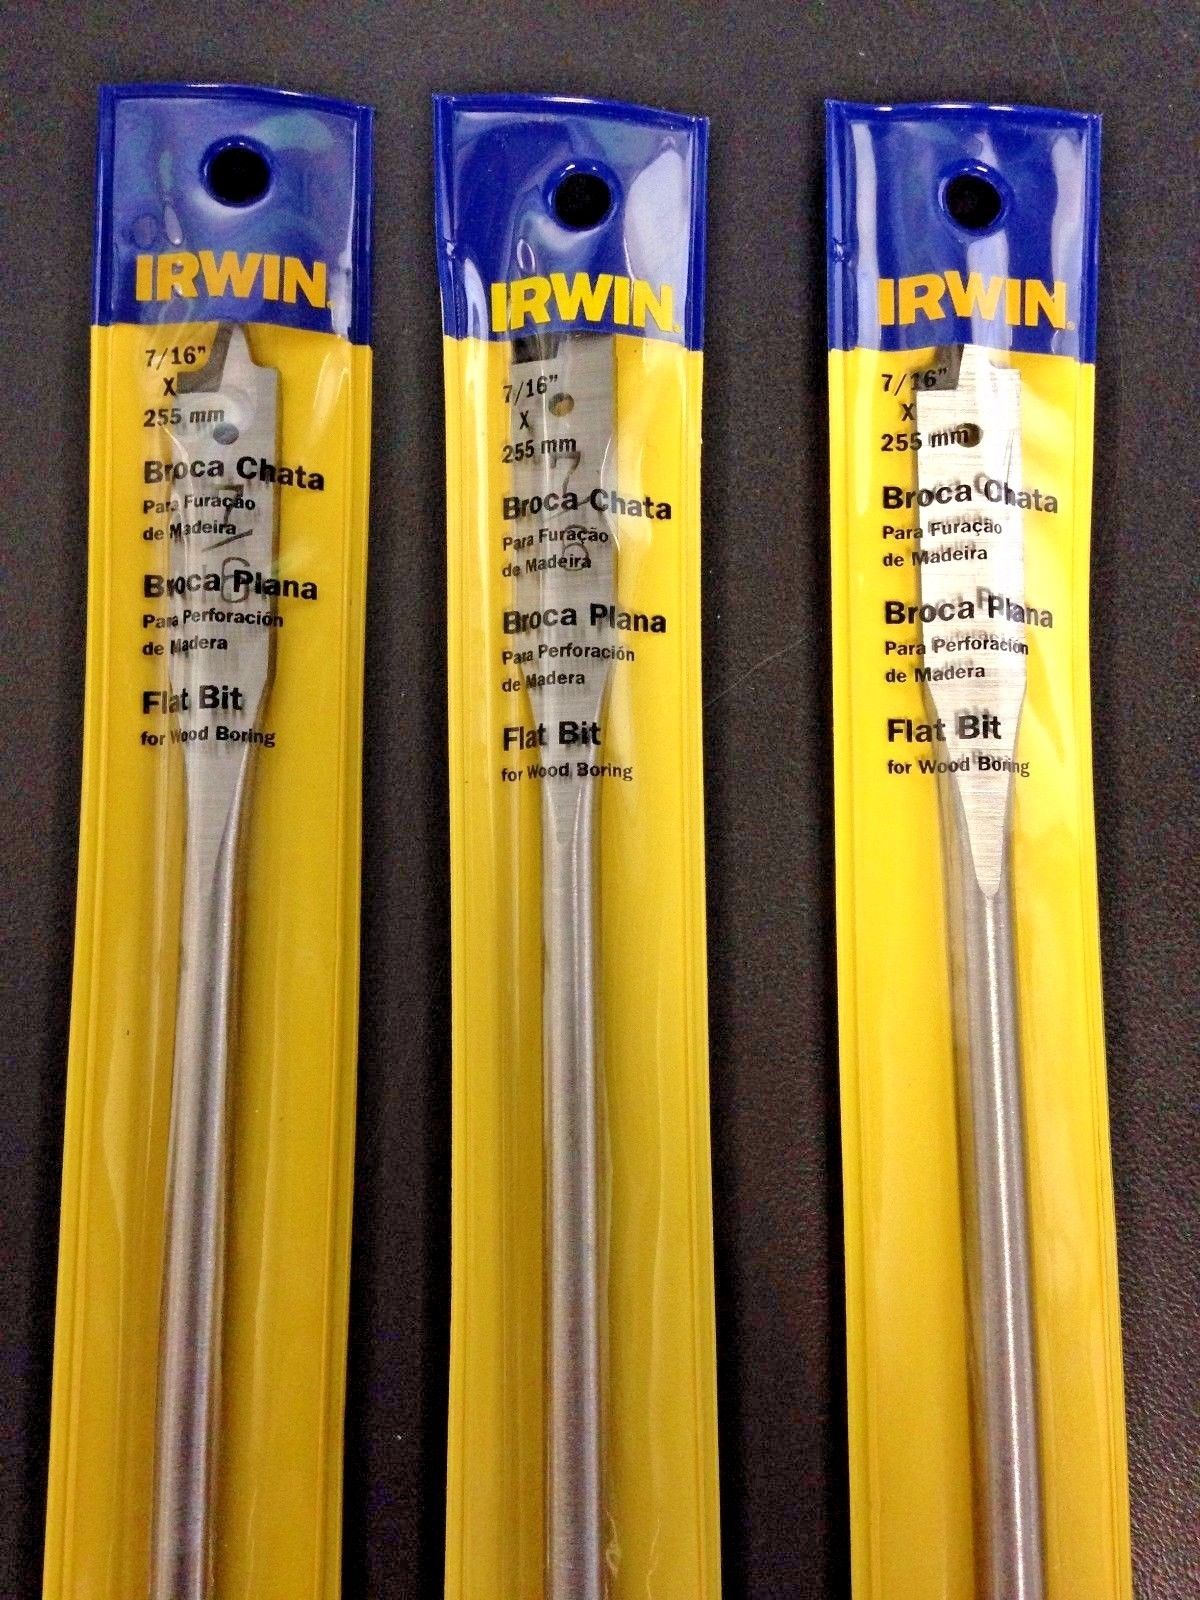 IRWIN
7/16"
X
255 mm
Broca Chata
Para Furação
de Madeira
Broca Plana
Para Perforación
de Madera
Flat Bit
for Wood Boring
IRWIN
7/16"
X
255 mm
Broca Chata
Para Furação
de Madeira
Broca Plana
Para Perforación
de Madera
Flat Bit
for Wood Boring
IRWIN
7/16"
X
255 mm
Broca Chata
Para Furação
de Madeira
Broca Plana
Para Perforación
de Madera
Flat Bit
for Wood Boring